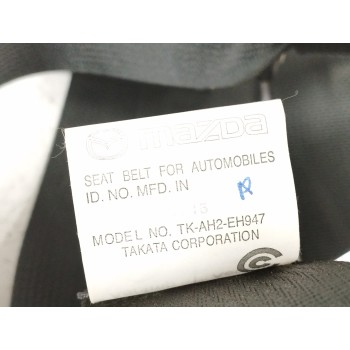 mazda
SEAT BELT FOR AUTOMOBILES
ID. NO. MFD. IN
15
MODEL NO. TK-AH2-EH947
TAKATA CORPORATION